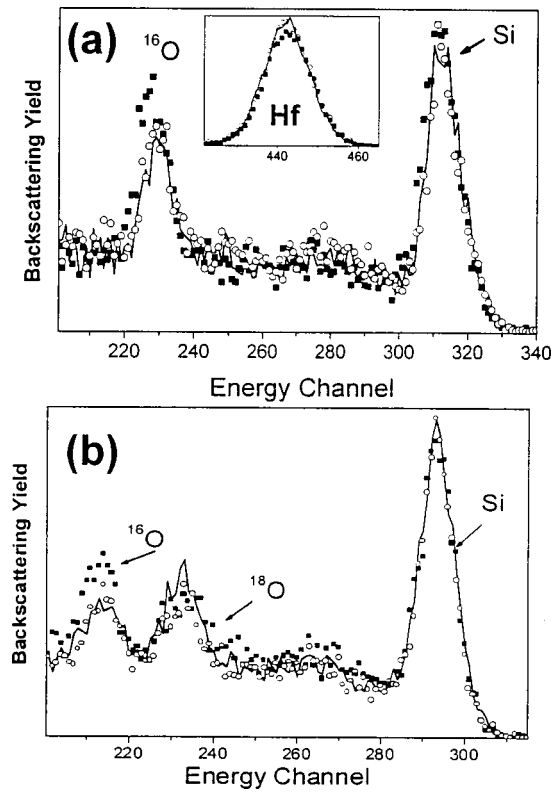 (a)
¹⁶O
Hf
Si
440 460
Backscattering Yield
220 240 260 280 300 320 340
Energy Channel
(b)
¹⁶O
¹⁸O
Si
Backscattering Yield
220 240 260 280 300
Energy Channel